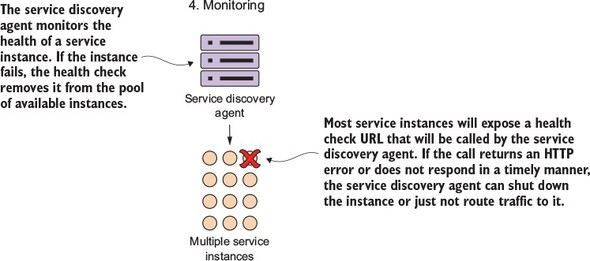 The service discovery
agent monitors the
health of a service
instance. If the instance
fails, the health check
removes it from the pool
of available instances.
4. Monitoring
Service discovery
agent
Most service instances will expose a health
check URL that will be called by the service
discovery agent. If the call returns an HTTP
error or does not respond in a timely manner,
the service discovery agent can shut down
the instance or just not route traffic to it.
Multiple service
instances